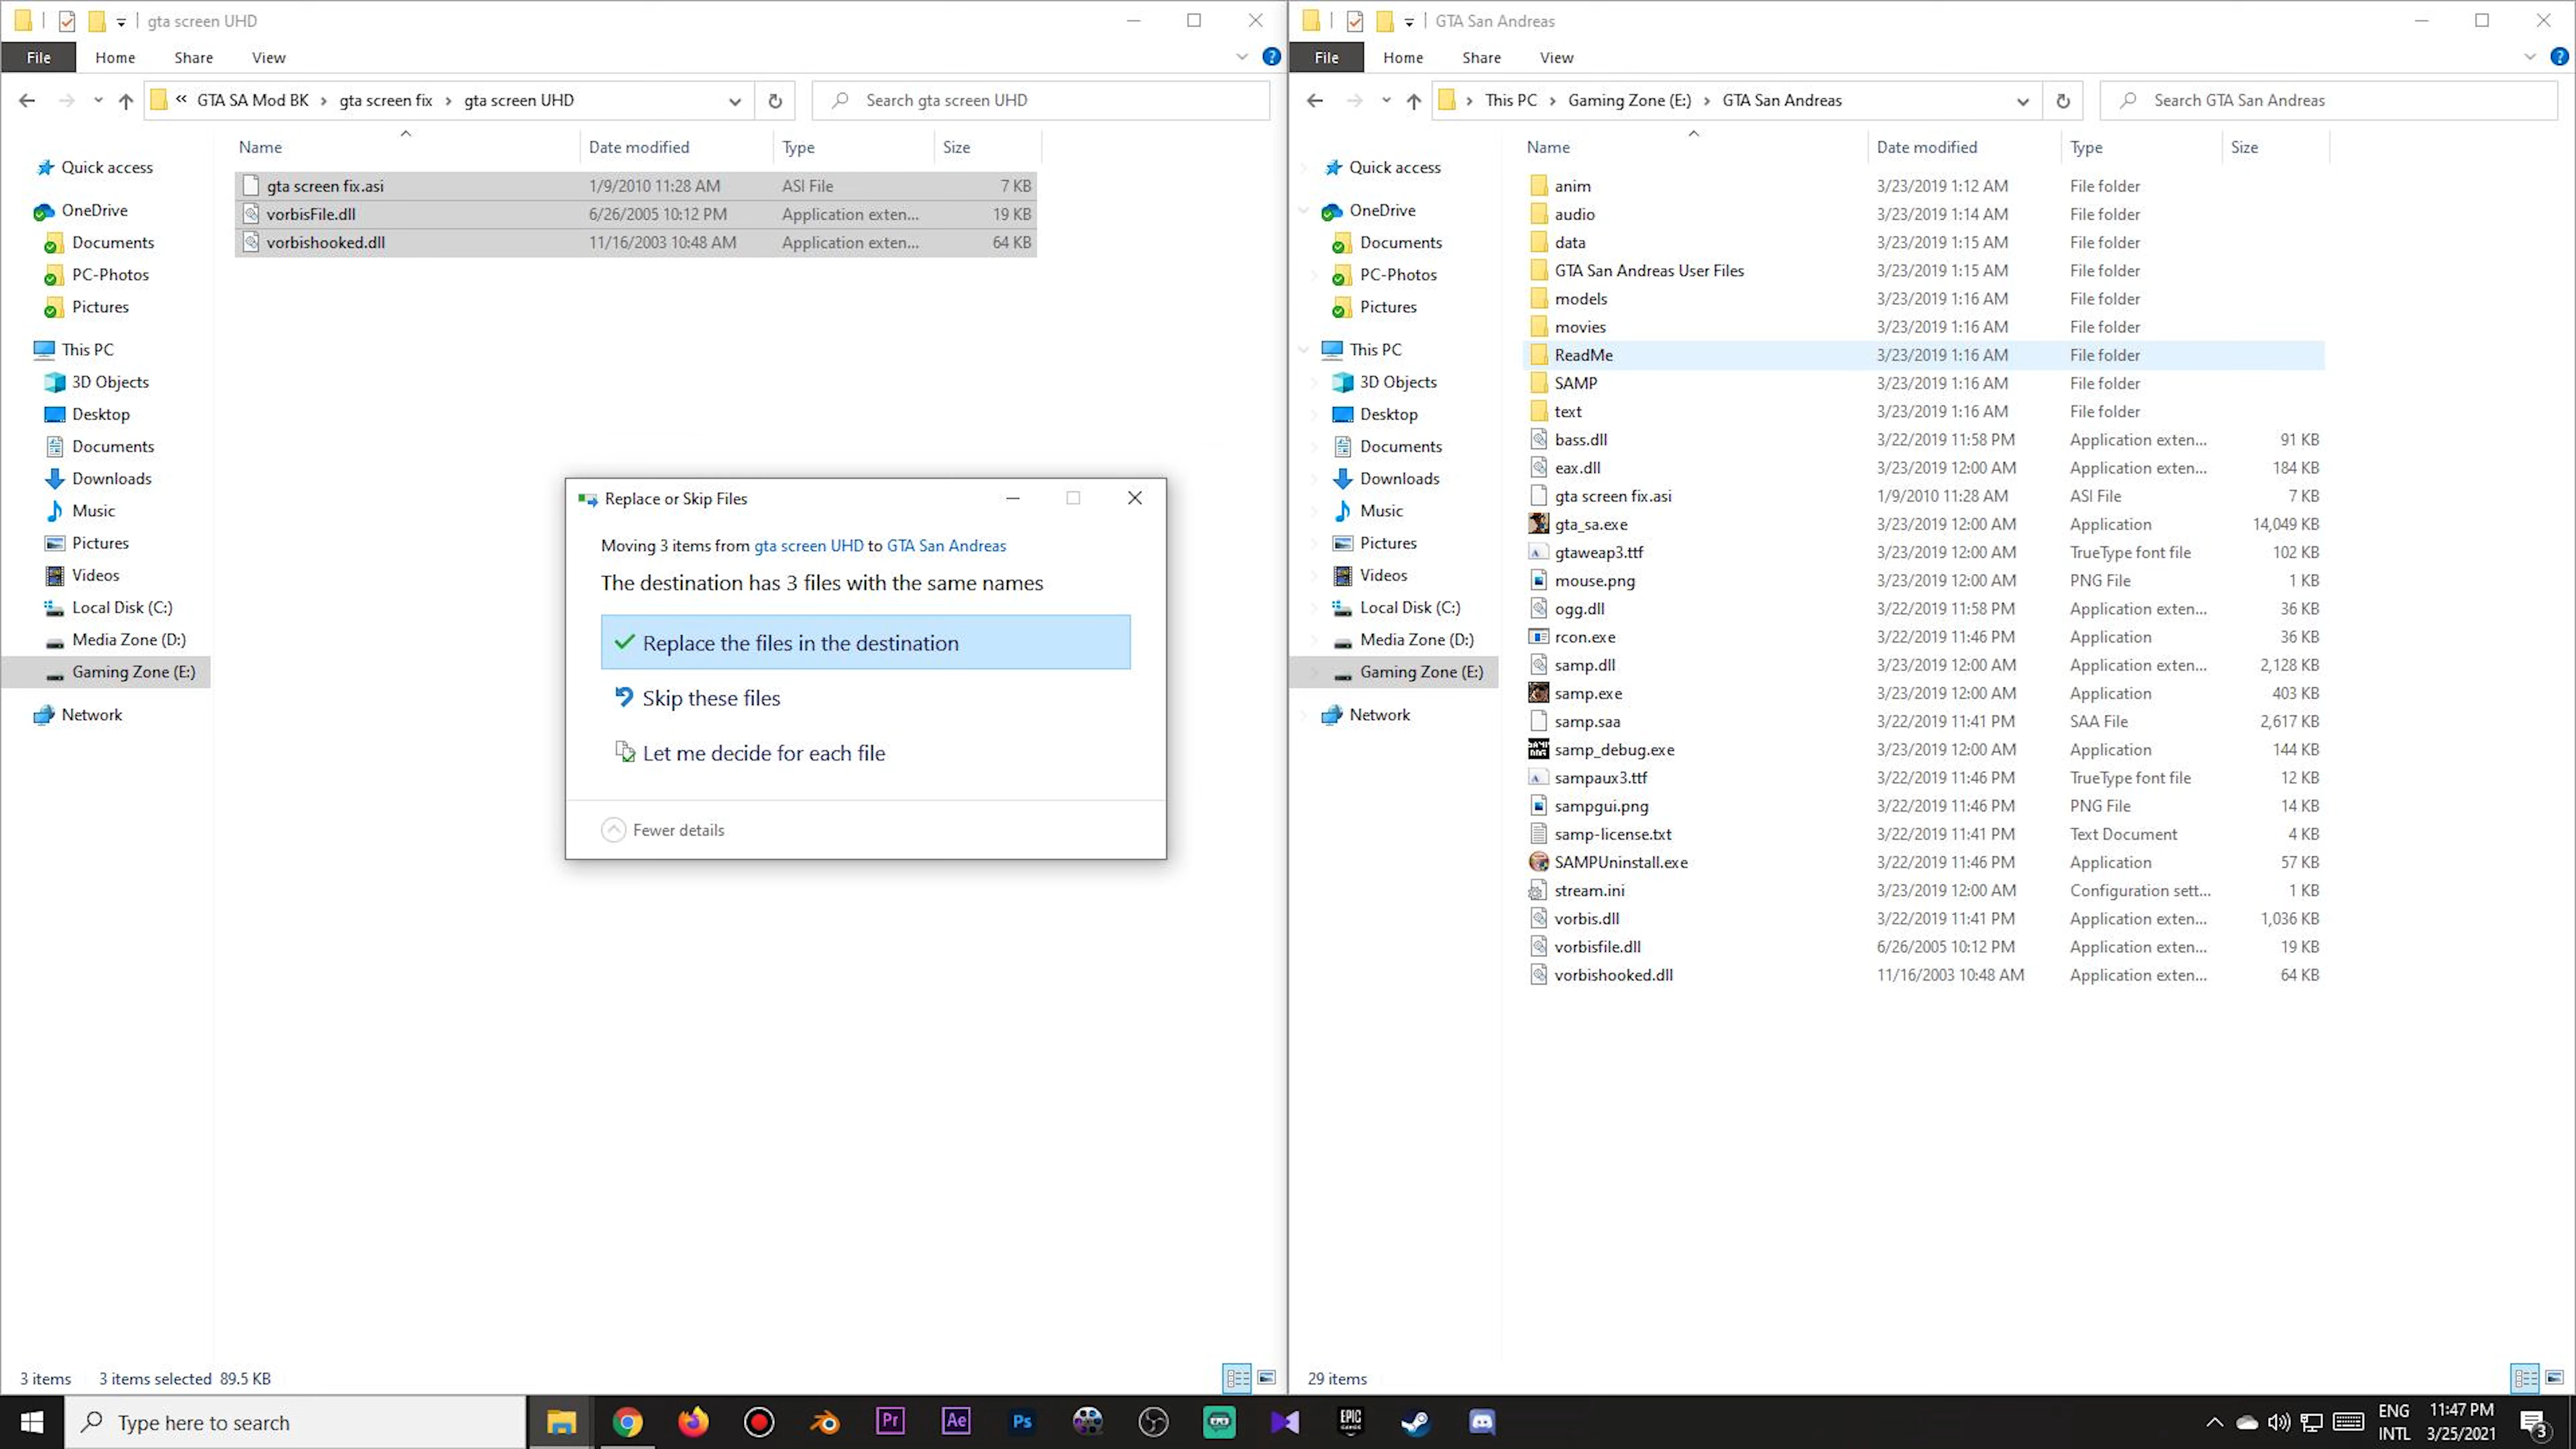 gta screen UHD
File Home Share View
« GTA SA Mod BK › gta screen fix › gta screen UHD
Search gta screen UHD
Name Date modified Type Size
Quick access
OneDrive
Documents
PC-Photos
Pictures
This PC
3D Objects
Desktop
Documents
Downloads
Music
Pictures
Videos
Local Disk (C:)
Media Zone (D:)
Gaming Zone (E:)
Network
gta screen fix.asi 1/9/2010 11:28 AM ASI File 7 KB
vorbisFile.dll 6/26/2005 10:12 PM Application exten... 19 KB
vorbishooked.dll 11/16/2003 10:48 AM Application exten... 64 KB
Replace or Skip Files
Moving 3 items from gta screen UHD to GTA San Andreas
The destination has 3 files with the same names
Replace the files in the destination
Skip these files
Let me decide for each file
Fewer details
3 items 3 items selected 89.5 KB
GTA San Andreas
File Home Share View
› This PC › Gaming Zone (E:) › GTA San Andreas
Search GTA San Andreas
Name Date modified Type Size
Quick access
OneDrive
Documents
PC-Photos
Pictures
This PC
3D Objects
Desktop
Documents
Downloads
Music
Pictures
Videos
Local Disk (C:)
Media Zone (D:)
Gaming Zone (E:)
Network
anim 3/23/2019 1:12 AM File folder
audio 3/23/2019 1:14 AM File folder
data 3/23/2019 1:15 AM File folder
GTA San Andreas User Files 3/23/2019 1:15 AM File folder
models 3/23/2019 1:16 AM File folder
movies 3/23/2019 1:16 AM File folder
ReadMe 3/23/2019 1:16 AM File folder
SAMP 3/23/2019 1:16 AM File folder
text 3/23/2019 1:16 AM File folder
bass.dll 3/22/2019 11:58 PM Application exten... 91 KB
eax.dll 3/23/2019 12:00 AM Application exten... 184 KB
gta screen fix.asi 1/9/2010 11:28 AM ASI File 7 KB
gta_sa.exe 3/23/2019 12:00 AM Application 14,049 KB
gtaweap3.ttf 3/23/2019 12:00 AM TrueType font file 102 KB
mouse.png 3/23/2019 12:00 AM PNG File 1 KB
ogg.dll 3/22/2019 11:58 PM Application exten... 36 KB
rcon.exe 3/22/2019 11:46 PM Application 36 KB
samp.dll 3/23/2019 12:00 AM Application exten... 2,128 KB
samp.exe 3/23/2019 12:00 AM Application 403 KB
samp.saa 3/22/2019 11:41 PM SAA File 2,617 KB
samp_debug.exe 3/23/2019 12:00 AM Application 144 KB
sampaux3.ttf 3/22/2019 11:46 PM TrueType font file 12 KB
sampgui.png 3/22/2019 11:46 PM PNG File 14 KB
samp-license.txt 3/22/2019 11:41 PM Text Document 4 KB
SAMPUninstall.exe 3/22/2019 11:46 PM Application 57 KB
stream.ini 3/23/2019 12:00 AM Configuration sett... 1 KB
vorbis.dll 3/22/2019 11:41 PM Application exten... 1,036 KB
vorbisfile.dll 6/26/2005 10:12 PM Application exten... 19 KB
vorbishooked.dll 11/16/2003 10:48 AM Application exten... 64 KB
29 items
Type here to search
Pr
Ae
Ps
EPIC
GAMES
ENG
INTL
11:47 PM
3/25/2021
3